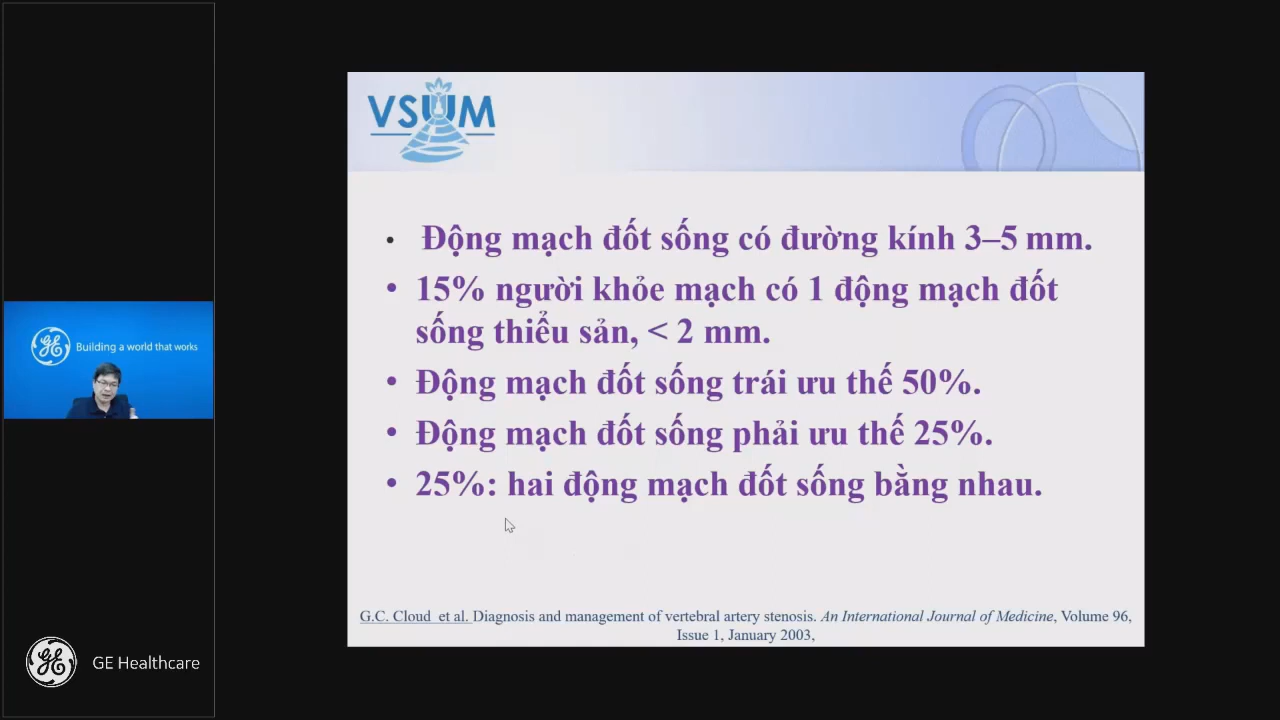 VSUM
• Động mạch đốt sống có đường kính 3–5 mm.
• 15% người khỏe mạch có 1 động mạch đốt
sống thiểu sản, < 2 mm.
• Động mạch đốt sống trái ưu thế 50%.
• Động mạch đốt sống phải ưu thế 25%.
• 25%: hai động mạch đốt sống bằng nhau.
G.C. Cloud et al. Diagnosis and management of vertebral artery stenosis. An International Journal of Medicine, Volume 96,
Issue 1, January 2003,
GE Building a world that works
GE GE Healthcare